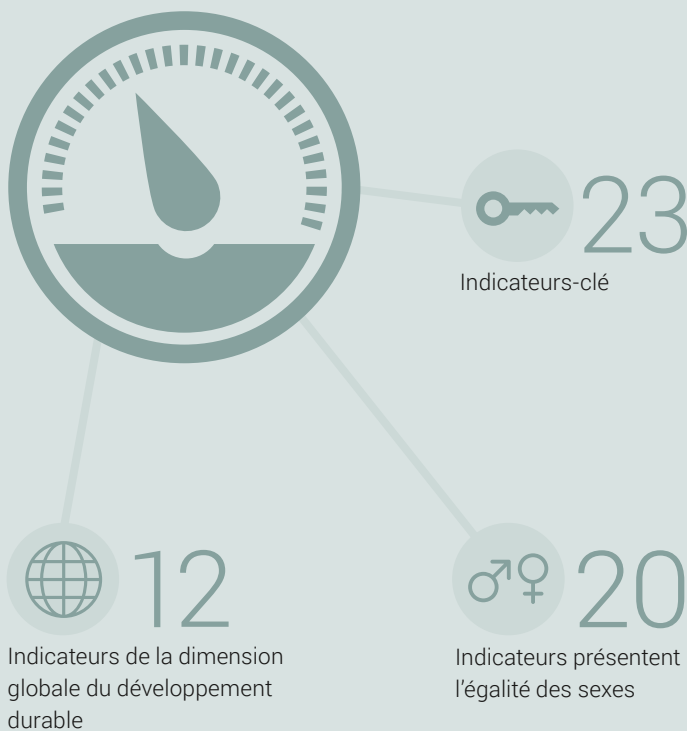 23
Indicateurs-clé
12
Indicateurs de la dimension
globale du développement
durable
20
Indicateurs présentent
l'égalité des sexes